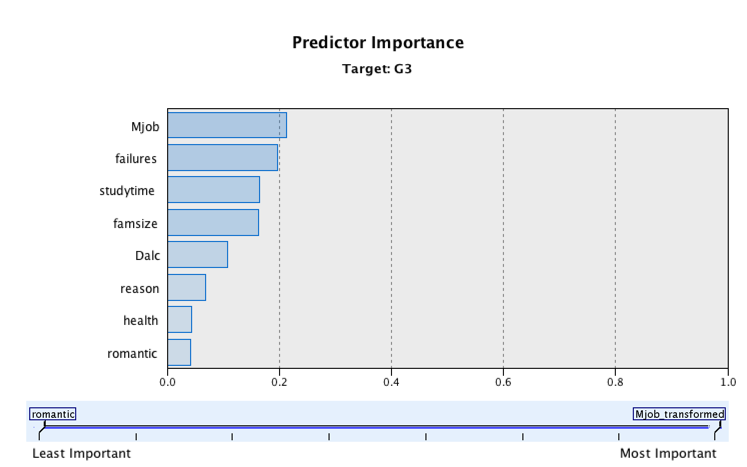 Predictor Importance
Target: G3
Mjob
failures
studytime
famsize
Dalc
reason
health
romantic
0.0 0.2 0.4 0.6 0.8 1.0
romantic Mjob_transformed
Least Important Most Important